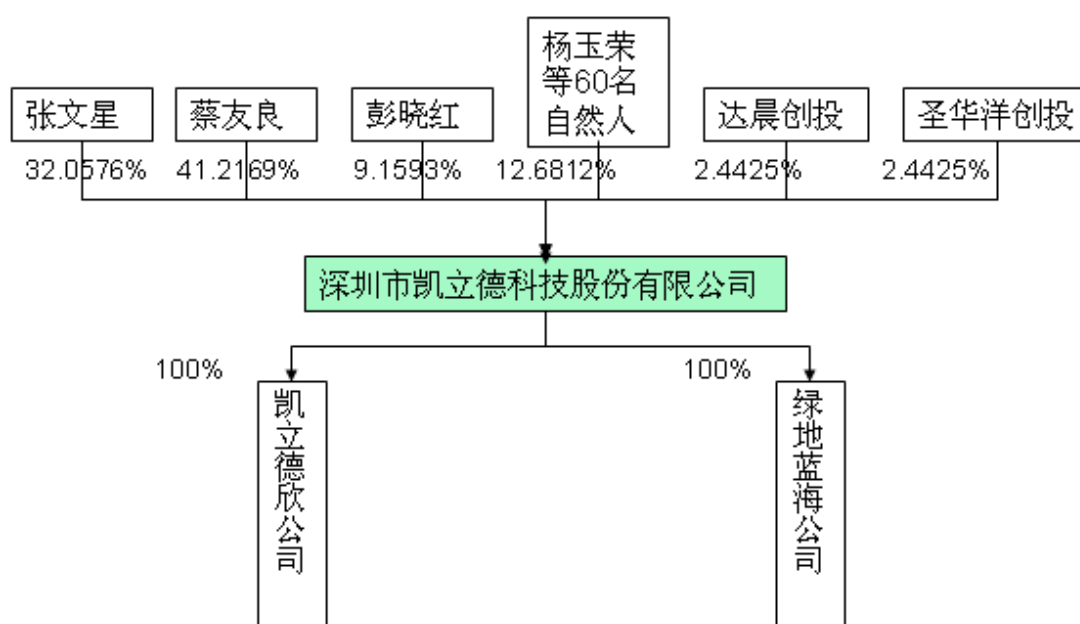 张文星
蔡友良
彭晓红
杨玉荣
等60名
自然人
达晨创投
圣华洋创投
32.0576%
41.2169%
9.1593%
12.6812%
2.4425%
2.4425%
深圳市凯立德科技股份有限公司
100%
100%
凯立德欣公司
绿地蓝海公司